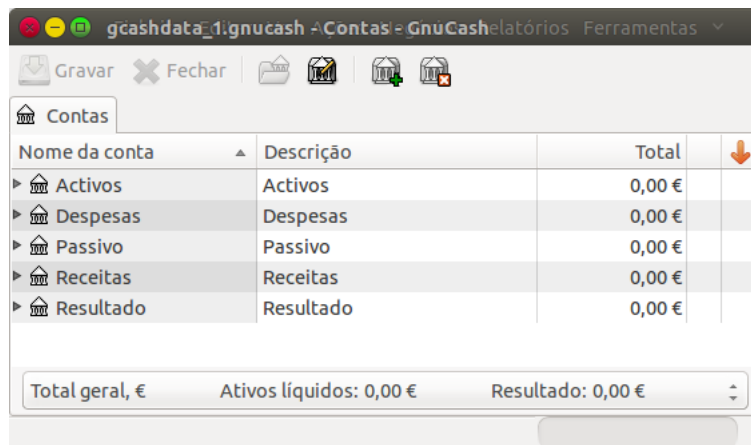 gcashdata_1.gnucash - Contas - GnuCash elatórios Ferramentas
Gravar Fechar
Contas
Nome da conta Descrição Total
Activos Activos 0,00 €
Despesas Despesas 0,00 €
Passivo Passivo 0,00 €
Receitas Receitas 0,00 €
Resultado Resultado 0,00 €
Total geral, € Ativos líquidos: 0,00 € Resultado: 0,00 €